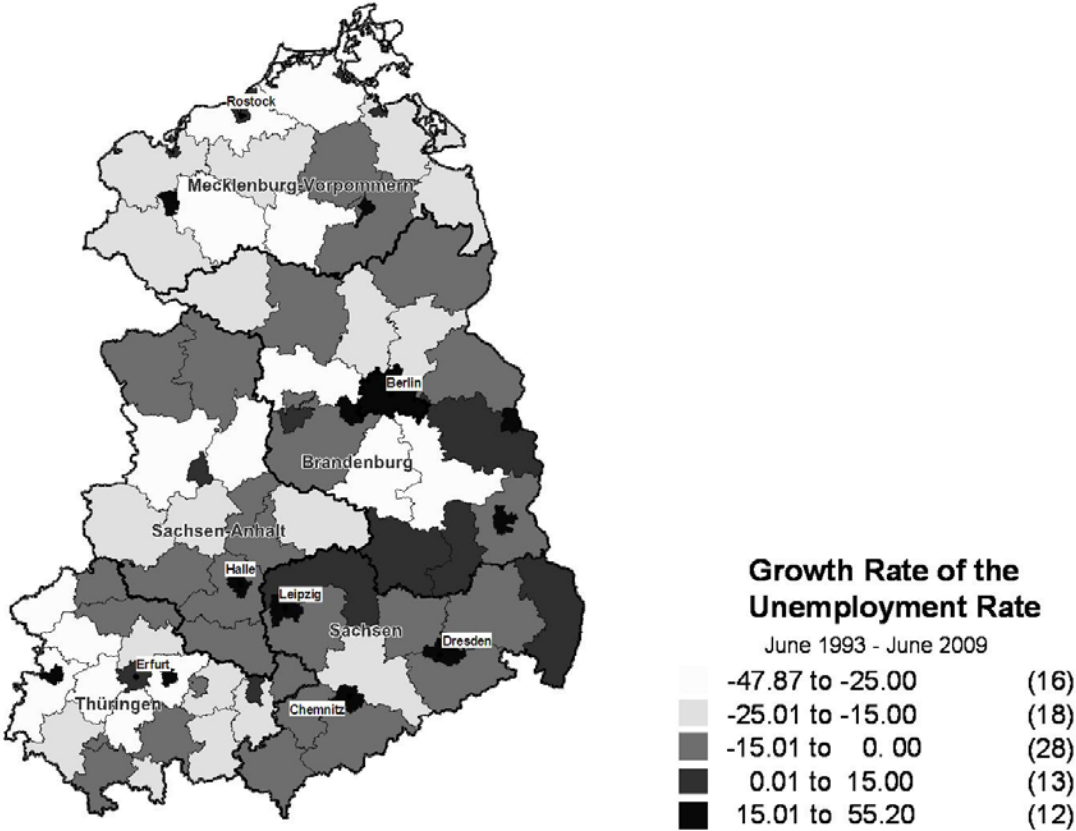 Rostock
Mecklenburg-Vorpommern
Berlin
Brandenburg
Sachsen-Anhalt
Halle
Leipzig
Sachsen
Dresden
Erfurt
Thüringen
Chemnitz
Growth Rate of the
Unemployment Rate
June 1993 - June 2009
-47.87 to -25.00 (16)
-25.01 to -15.00 (18)
-15.01 to 0. 00 (28)
0.01 to 15.00 (13)
15.01 to 55.20 (12)